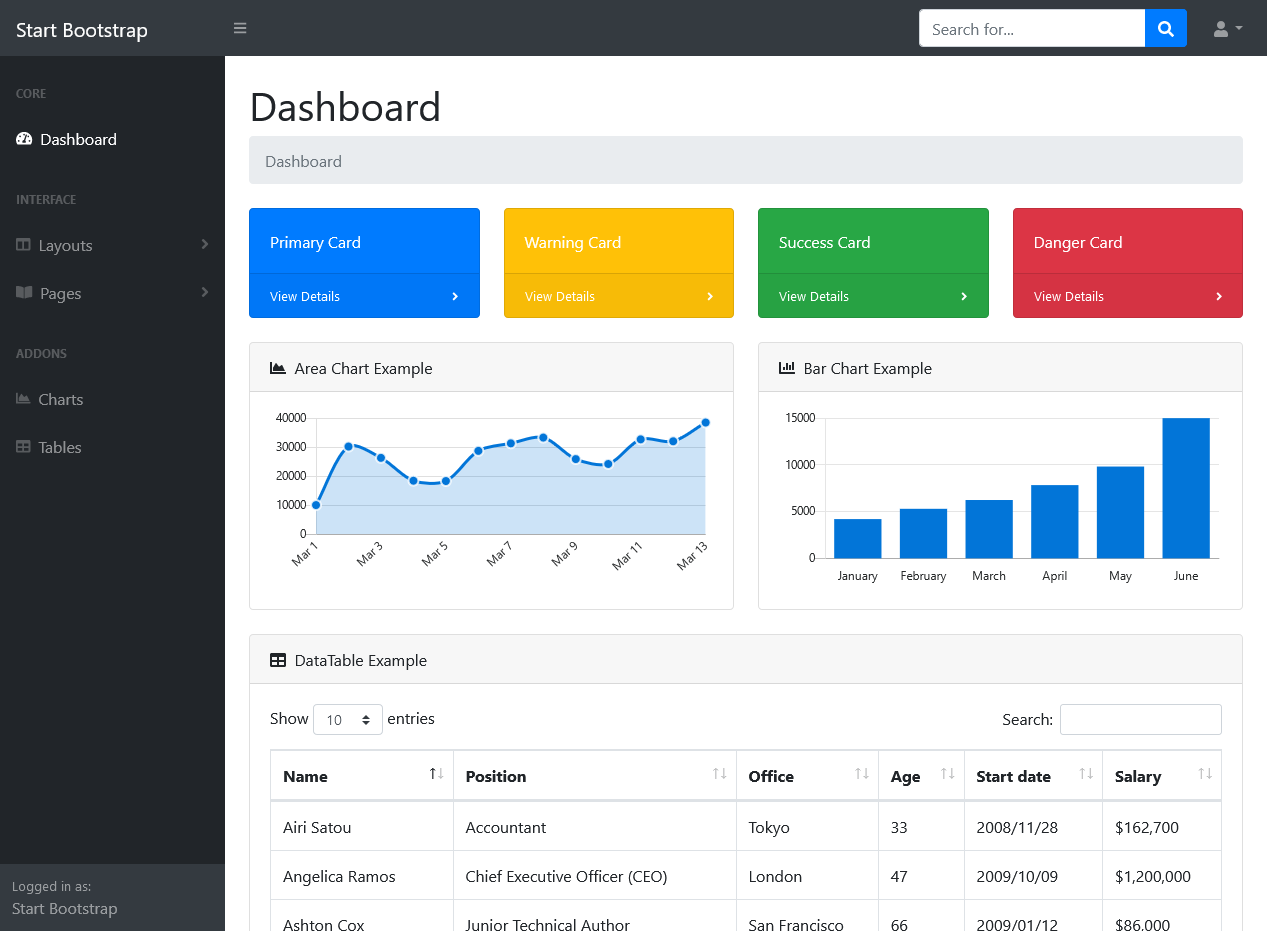 Start Bootstrap
Search for...
CORE
Dashboard
INTERFACE
Layouts
Pages
ADDONS
Charts
Tables
Logged in as:
Start Bootstrap
Dashboard
Dashboard
Primary Card
View Details
Warning Card
View Details
Success Card
View Details
Danger Card
View Details
Area Chart Example
40000
30000
20000
10000
0
Mar 1 Mar 3 Mar 5 Mar 7 Mar 9 Mar 11 Mar 13
Bar Chart Example
15000
10000
5000
0
January February March April May June
DataTable Example
Show 10 entries
Search:
Name Position Office Age Start date Salary
Airi Satou Accountant Tokyo 33 2008/11/28 $162,700
Angelica Ramos Chief Executive Officer (CEO) London 47 2009/10/09 $1,200,000
Ashton Cox Junior Technical Author San Francisco 66 2009/01/12 $86,000